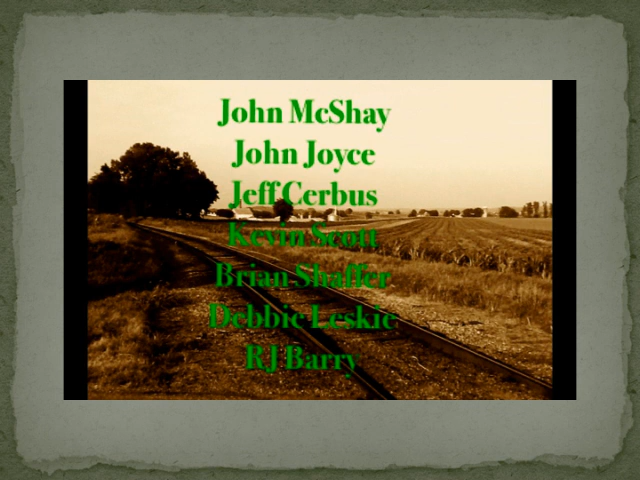 John McShay
John Joyce
Jeff Cerbus
Kevin Scott
Brian Shaffer
Debbie Leskie
RJ Barry